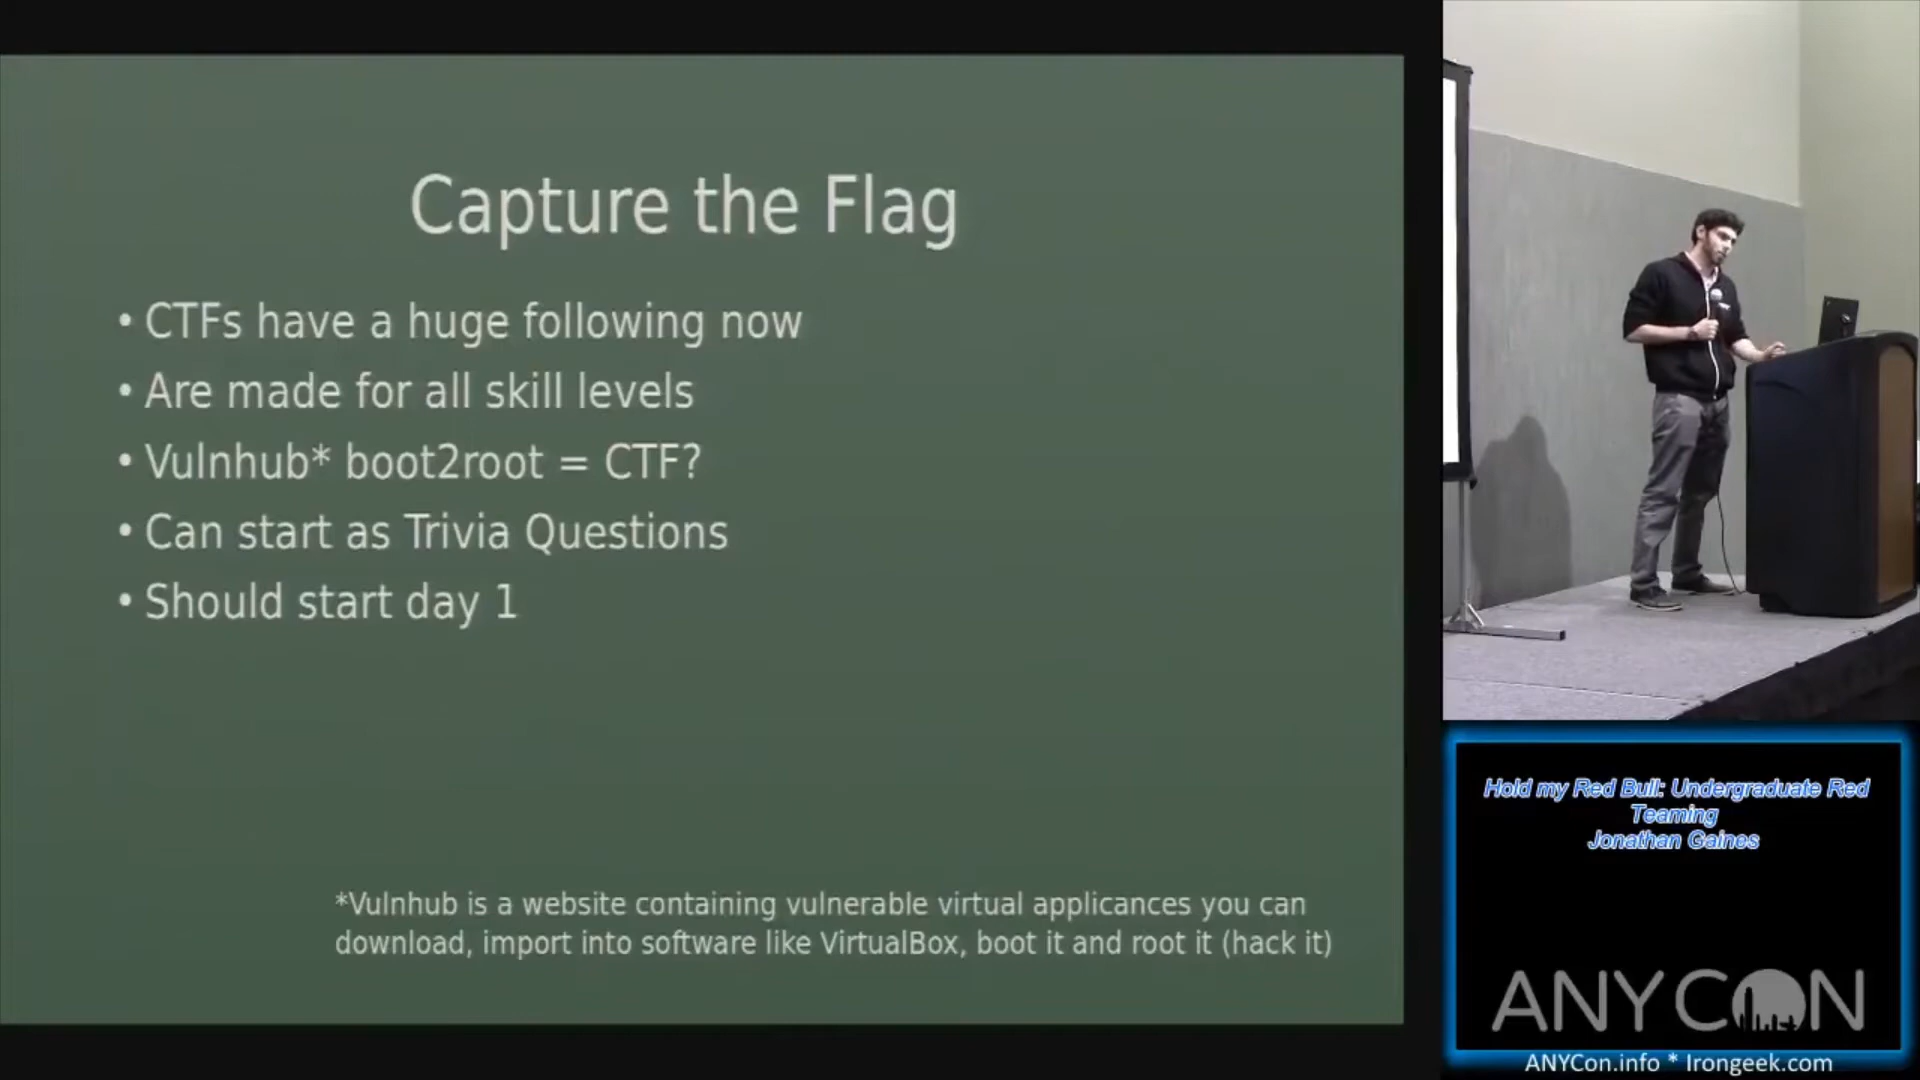 Capture the Flag
• CTFs have a huge following now
• Are made for all skill levels
• Vulnhub* boot2root = CTF?
• Can start as Trivia Questions
• Should start day 1
*Vulnhub is a website containing vulnerable virtual applicances you can
download, import into software like VirtualBox, boot it and root it (hack it)
Hold my Red Bull: Undergraduate Red
Teaming
Jonathan Gaines
ANYCON
ANYCon.info * Irongeek.com